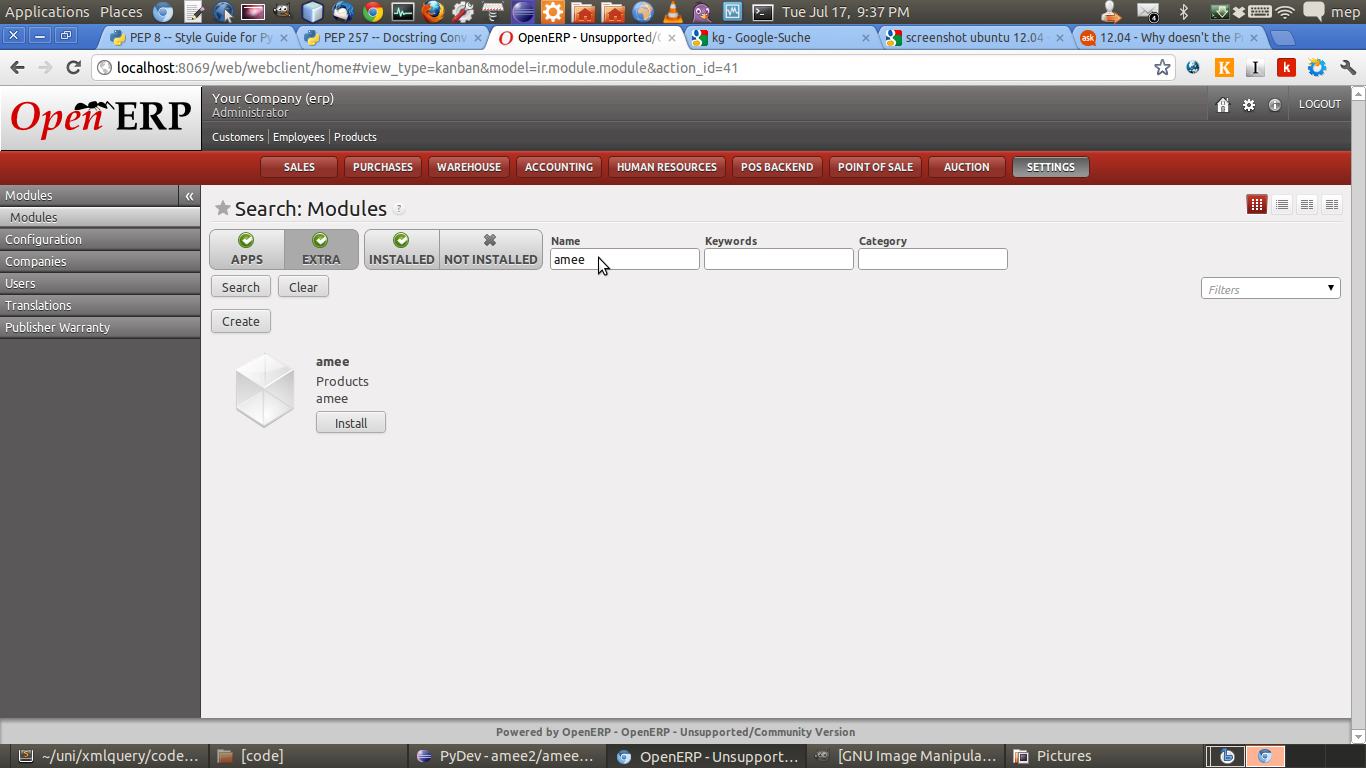 Applications Places Tue Jul 17, 9:37 PM 4 mep
PEP 8 -- Style Guide for Py PEP 257 -- Docstring Conv OpenERP - Unsupported/C kg - Google-Suche screenshot ubuntu 12.04 ask 12.04 - Why doesn't the P
localhost:8069/web/webclient/home#view_type=kanban&model=ir.module.module&action_id=41
Open ERP
Your Company (erp)
Administrator
LOGOUT
Customers Employees Products
SALES PURCHASES WAREHOUSE ACCOUNTING HUMAN RESOURCES POS BACKEND POINT OF SALE AUCTION SETTINGS
Modules «
Modules
Configuration
Companies
Users
Translations
Publisher Warranty
Search: Modules ?
APPS EXTRA INSTALLED NOT INSTALLED
Name Keywords Category
amee
Search Clear Filters
Create
amee
Products
amee
Install
Powered by OpenERP - OpenERP - Unsupported/Community Version
~/uni/xmlquery/code... [code] PyDev - amee2/amee... OpenERP - Unsupport... [GNU Image Manipula... Pictures